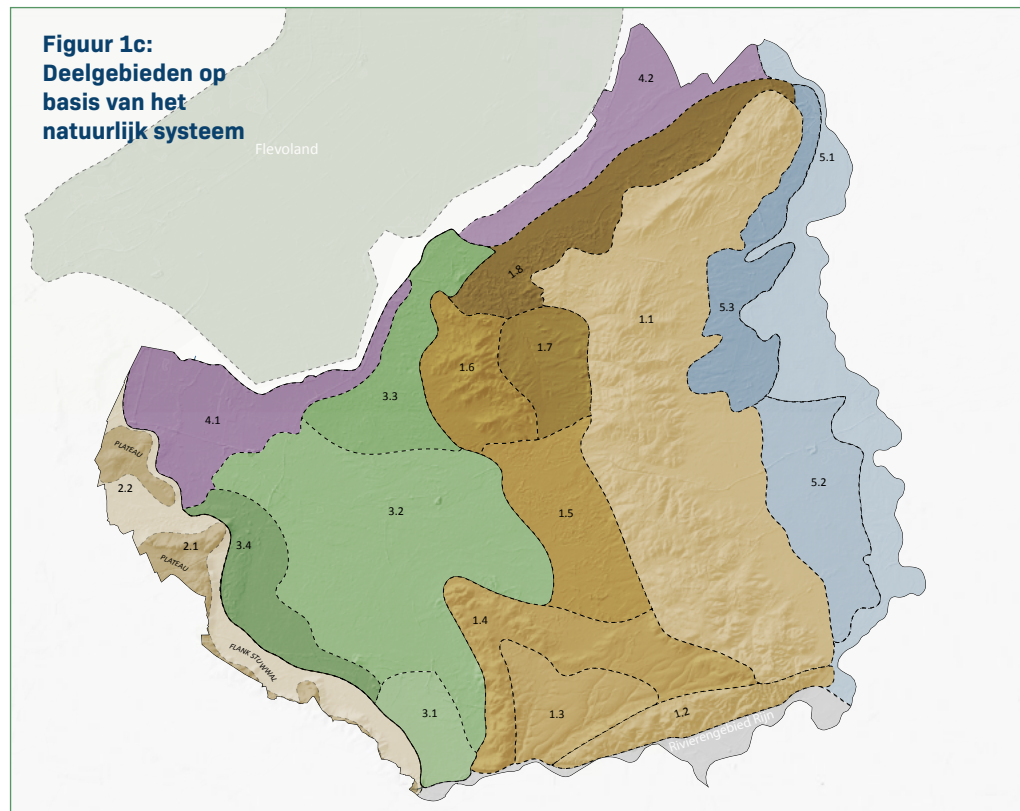 Figuur 1c:
Deelgebieden op
basis van het
natuurlijk systeem
Flevoland
4.2
5.1
1.8
5.3
1.1
1.7
1.6
3.3
4.1
PLATEAU
2.2
5.2
3.2
1.5
2.1
3.4
PLATEAU
1.4
FLANK STUWWAL
3.1
1.3
1.2
Rivierengebied Rijn